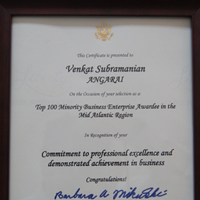 This Certificate is presented to
Venkat Subramanian
ANGARAI
On the Occasion of your selection as a
Top 100 Minority Business Enterprise Awardee in the
Mid Atlantic Region
In Recognition of your
Commitment to professional excellence and
demonstrated achievement in business
Congratulations!
Barbara A.